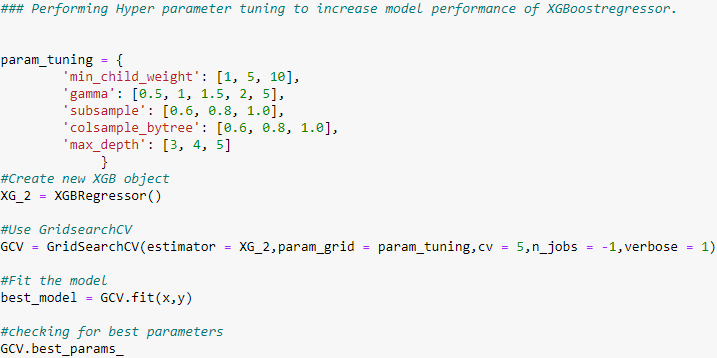 ### Performing Hyper parameter tuning to increase model performance of XGBoostregressor.
param_tuning = {
'min_child_weight': [1, 5, 10],
'gamma': [0.5, 1, 1.5, 2, 5],
'subsample': [0.6, 0.8, 1.0],
'colsample_bytree': [0.6, 0.8, 1.0],
'max_depth': [3, 4, 5]
}
#Create new XGB object
XG_2 = XGBRegressor()
#Use GridsearchCV
GCV = GridSearchCV(estimator = XG_2,param_grid = param_tuning,cv = 5,n_jobs = -1,verbose = 1)
#Fit the model
best_model = GCV.fit(x,y)
#checking for best parameters
GCV.best_params_